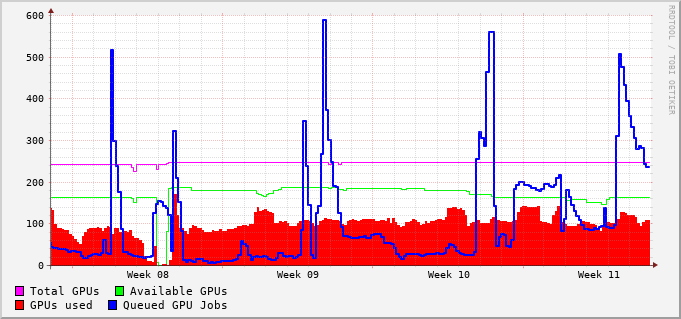 600
500
400
300
200
100
0
Week 08 Week 09 Week 10 Week 11
Total GPUs Available GPUs
GPUs used Queued GPU Jobs
RRDTOOL / TOBI OETIKER